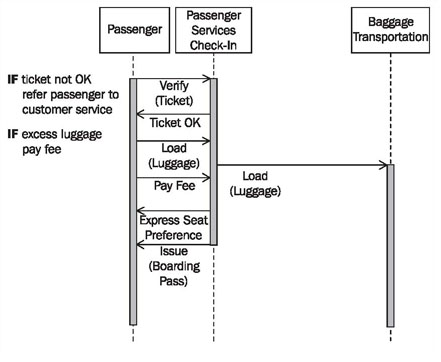 Passenger
Passenger
Services
Check-In
Baggage
Transportation
IF ticket not OK
refer passenger to
customer service
IF excess luggage
pay fee
Verify
(Ticket)
Ticket OK
Load
(Luggage)
Load
(Luggage)
Pay Fee
Express Seat
Preference
Issue
(Boarding
Pass)